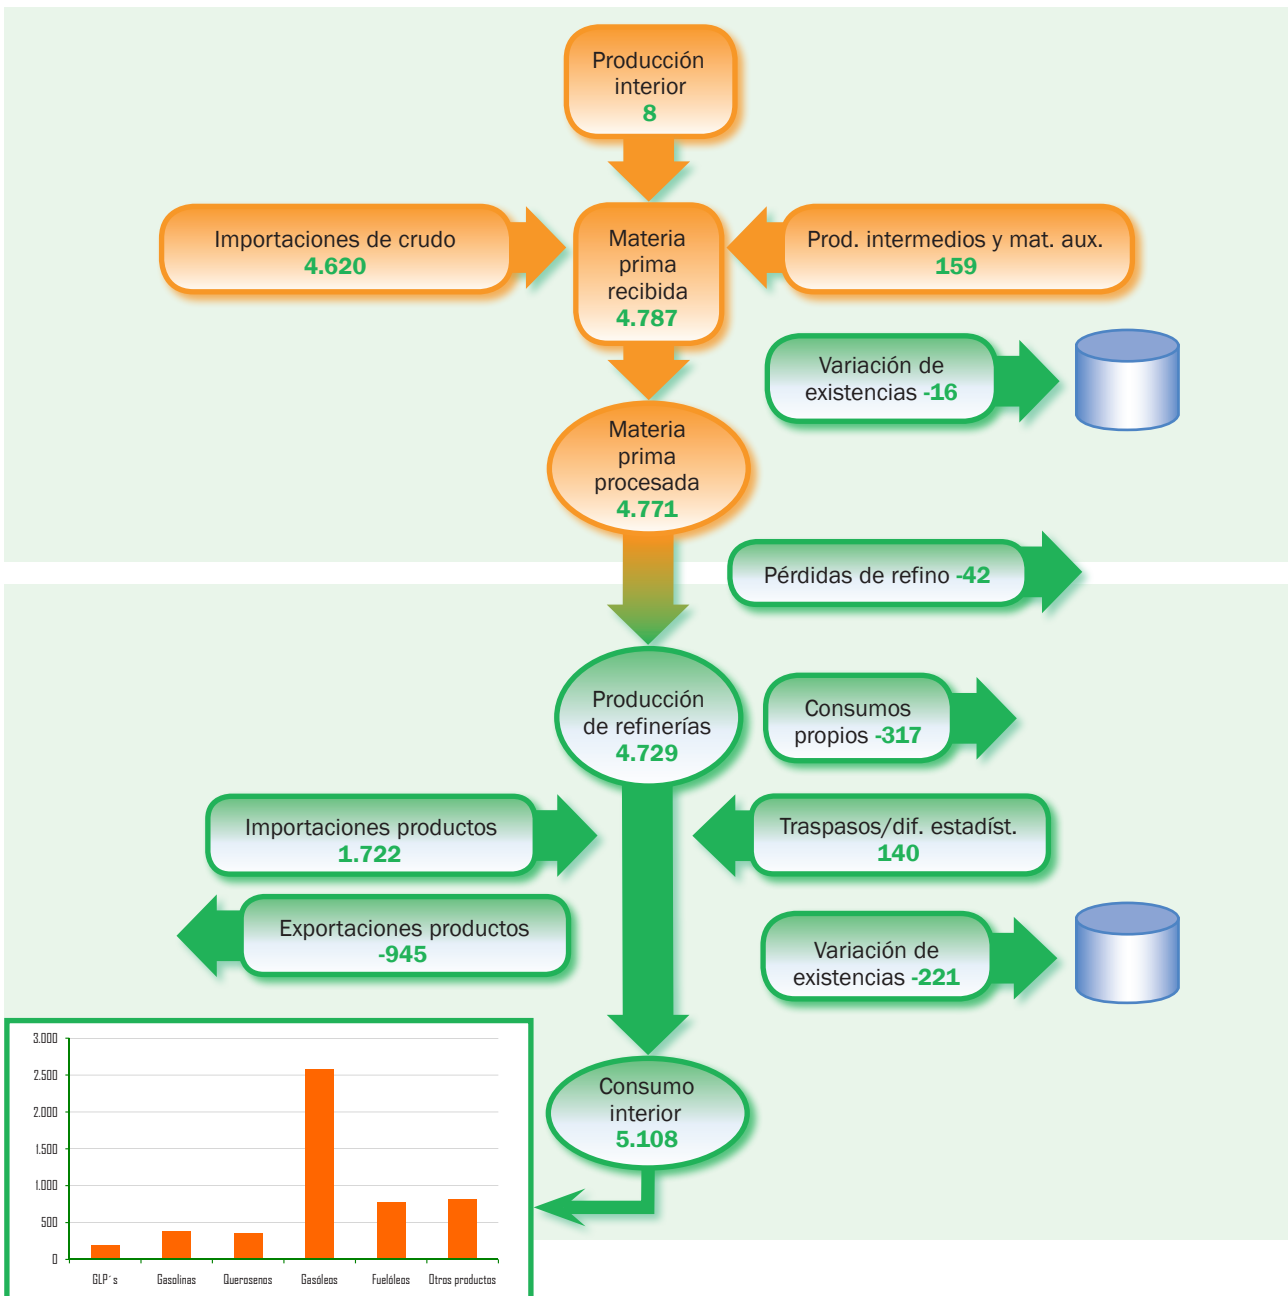 Producción
interior
8
Importaciones de crudo
4.620
Materia
prima
recibida
4.787
Prod. intermedios y mat. aux.
159
Variación de
existencias -16
Materia
prima
procesada
4.771
Pérdidas de refino -42
Producción
de refinerías
4.729
Consumos
propios -317
Importaciones productos
1.722
Traspasos/dif. estadíst.
140
Exportaciones productos
-945
Variación de
existencias -221
Consumo
interior
5.108
3.000
2.500
2.000
1.500
1.000
500
0
GLP´s Gasolinas Querosenos Gasóleos Fuelóleos Otros productos